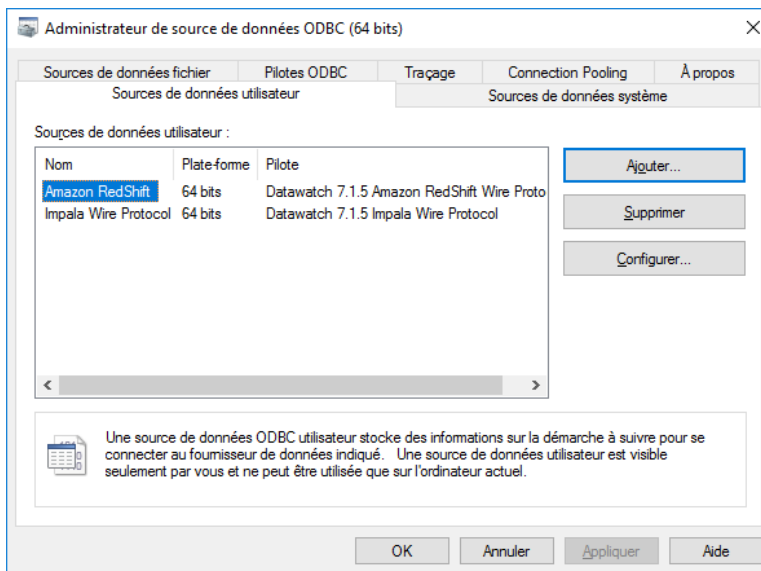 Administrateur de source de données ODBC (64 bits)
Sources de données fichier Pilotes ODBC Traçage Connection Pooling À propos
Sources de données utilisateur Sources de données système
Sources de données utilisateur :
Nom Plate-forme Pilote
Amazon RedShift 64 bits Datawatch 7.1.5 Amazon RedShift Wire Proto
Impala Wire Protocol 64 bits Datawatch 7.1.5 Impala Wire Protocol
Ajouter...
Supprimer
Configurer...
Une source de données ODBC utilisateur stocke des informations sur la démarche à suivre pour se
connecter au fournisseur de données indiqué. Une source de données utilisateur est visible
seulement par vous et ne peut être utilisée que sur l'ordinateur actuel.
OK Annuler Appliquer Aide